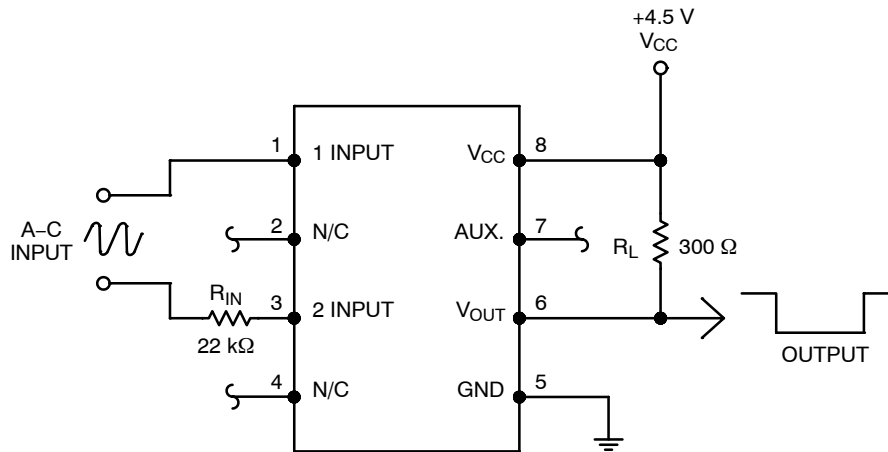 +4.5 V
VCC
1
1 INPUT
VCC
8
A–C
INPUT
2
N/C
AUX.
7
RL
300 Ω
RIN
22 kΩ
3
2 INPUT
VOUT
6
OUTPUT
4
N/C
GND
5